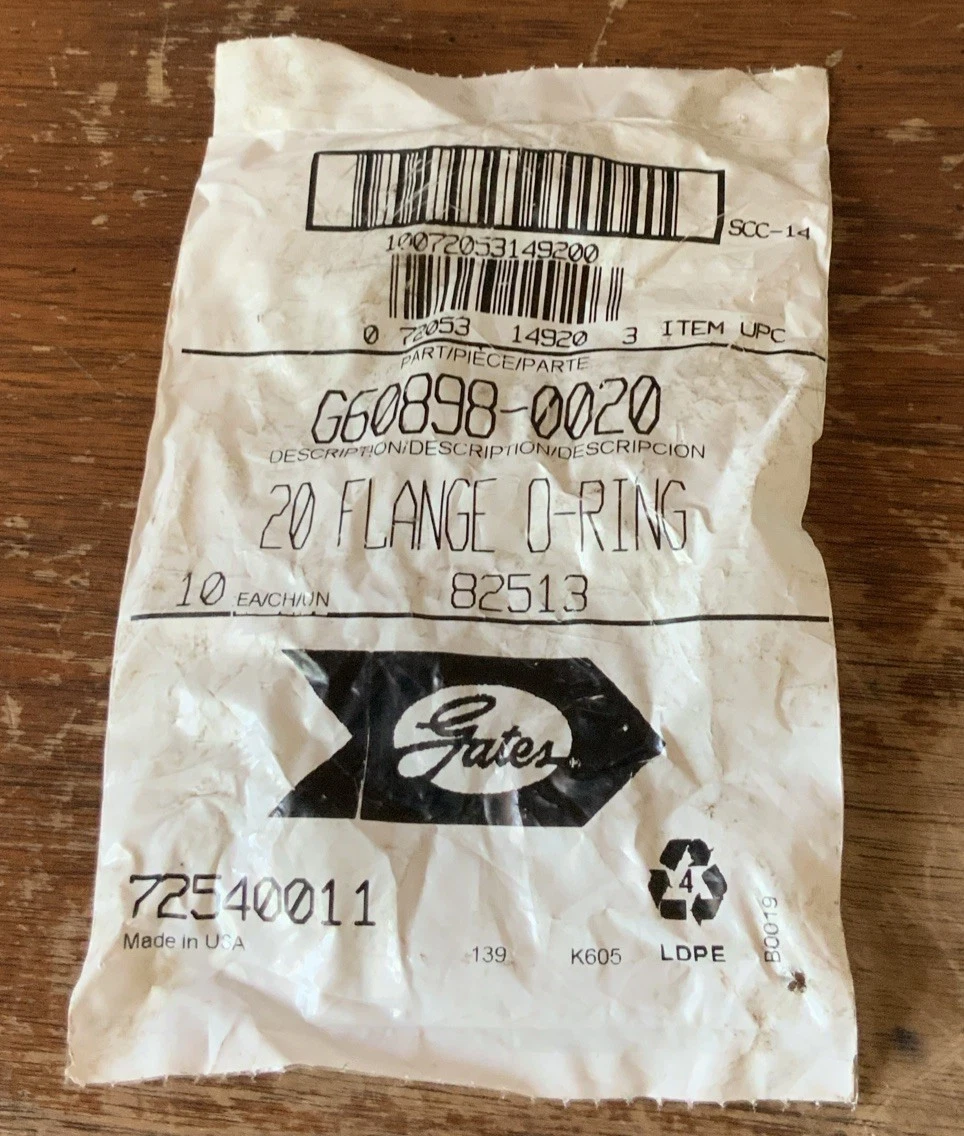 SCC-14
10072053149200
0 72053 14920 3 ITEM UPC
PART/PIÈCE/PARTE
G60898-0020
DESCRIPTION/DESCRIPTION/DESCRIPCION
20 FLANGE O-RING
10 EA/CH/UN 82513
Gates
72540011
4
Made in USA
139 K605 LDPE
B0019